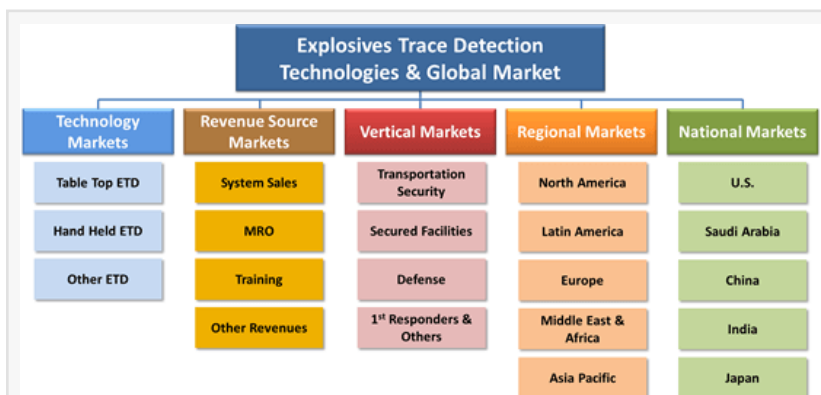 Explosives Trace Detection
Technologies & Global Market
Technology
Markets
Table Top ETD
Hand Held ETD
Other ETD
Revenue Source
Markets
System Sales
MRO
Training
Other Revenues
Vertical Markets
Transportation
Security
Secured Facilities
Defense
1st Responders &
Others
Regional Markets
North America
Latin America
Europe
Middle East &
Africa
Asia Pacific
National Markets
U.S.
Saudi Arabia
China
India
Japan